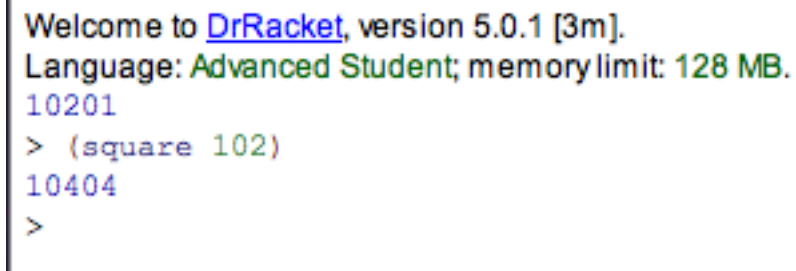 Welcome to DrRacket, version 5.0.1 [3m].
Language: Advanced Student; memory limit: 128 MB.
10201
> (square 102)
10404
>